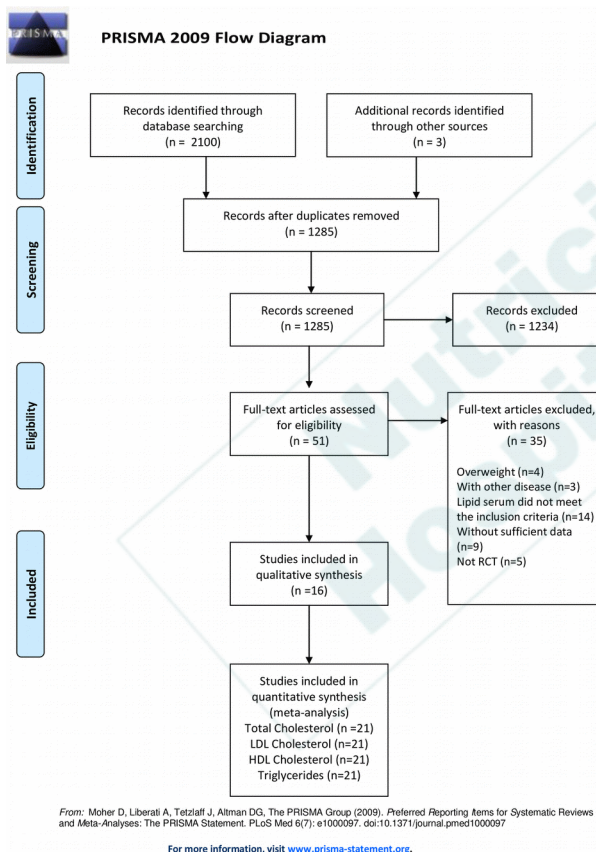 PRISMA
PRISMA 2009 Flow Diagram
Identification
Records identified through
database searching
(n = 2100)
Additional records identified
through other sources
(n = 3)
Records after duplicates removed
(n = 1285)
Screening
Records screened
(n = 1285)
Records excluded
(n = 1234)
Eligibility
Full-text articles assessed
for eligibility
(n = 51)
Full-text articles excluded,
with reasons
(n = 35)
Overweight (n=4)
With other disease (n=3)
Lipid serum did not meet
the inclusion criteria (n=14)
Without sufficient data
(n=9)
Not RCT (n=5)
Included
Studies included in
qualitative synthesis
(n =16)
Studies included in
quantitative synthesis
(meta-analysis)
Total Cholesterol (n =21)
LDL Cholesterol (n=21)
HDL Cholesterol (n=21)
Triglycerides (n=21)
Nutrici
Hospit
From: Moher D, Liberati A, Tetzlaff J, Altman DG, The PRISMA Group (2009). Preferred Reporting Items for Systematic Reviews
and Meta-Analyses: The PRISMA Statement. PLoS Med 6(7): e1000097. doi:10.1371/journal.pmed1000097
For more information, visit www.prisma-statement.org.